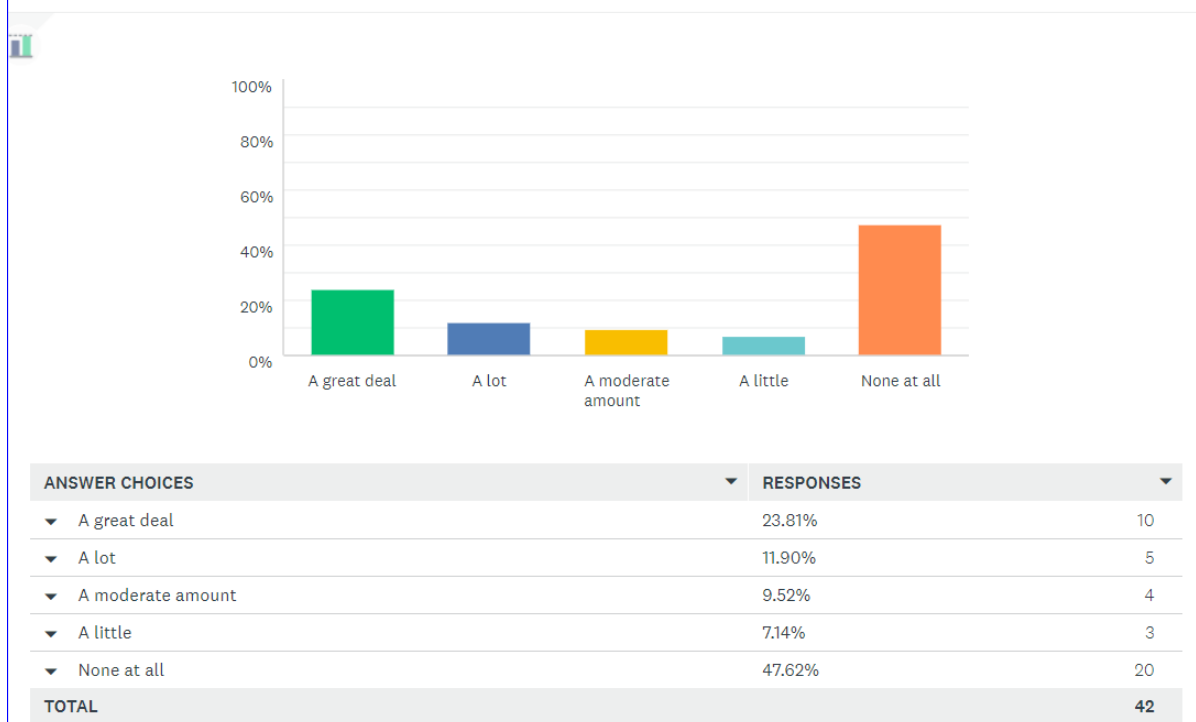 100%
80%
60%
40%
20%
0%
A great deal A lot A moderate amount A little None at all
ANSWER CHOICES RESPONSES
A great deal 23.81% 10
A lot 11.90% 5
A moderate amount 9.52% 4
A little 7.14% 3
None at all 47.62% 20
TOTAL 42